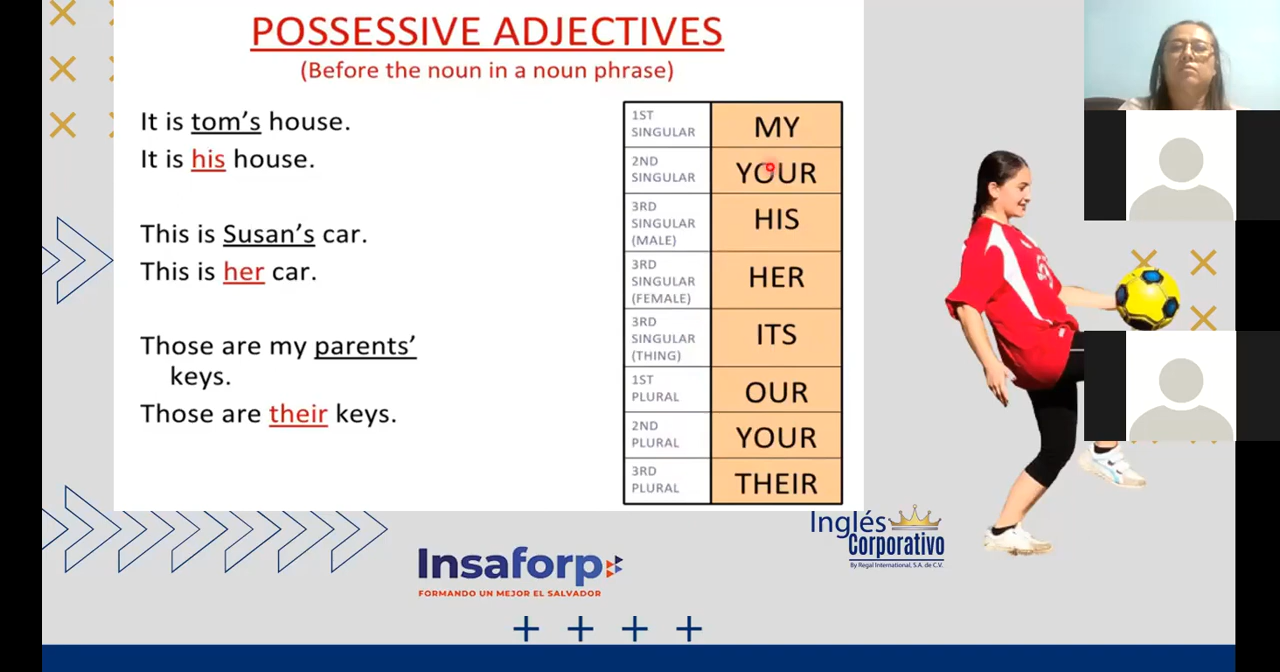 POSSESSIVE ADJECTIVES
(Before the noun in a noun phrase)
It is tom's house.
It is his house.
This is Susan's car.
This is her car.
Those are my parents'
keys.
Those are their keys.
1ST
SINGULAR
MY
2ND
SINGULAR
YOUR
3RD
SINGULAR
(MALE)
HIS
3RD
SINGULAR
(FEMALE)
HER
3RD
SINGULAR
(THING)
ITS
1ST
PLURAL
OUR
2ND
PLURAL
YOUR
3RD
PLURAL
THEIR
Inglés
Corporativo
By Regal International, S.A. de C.V.
Insaforp
FORMANDO UN MEJOR EL SALVADOR